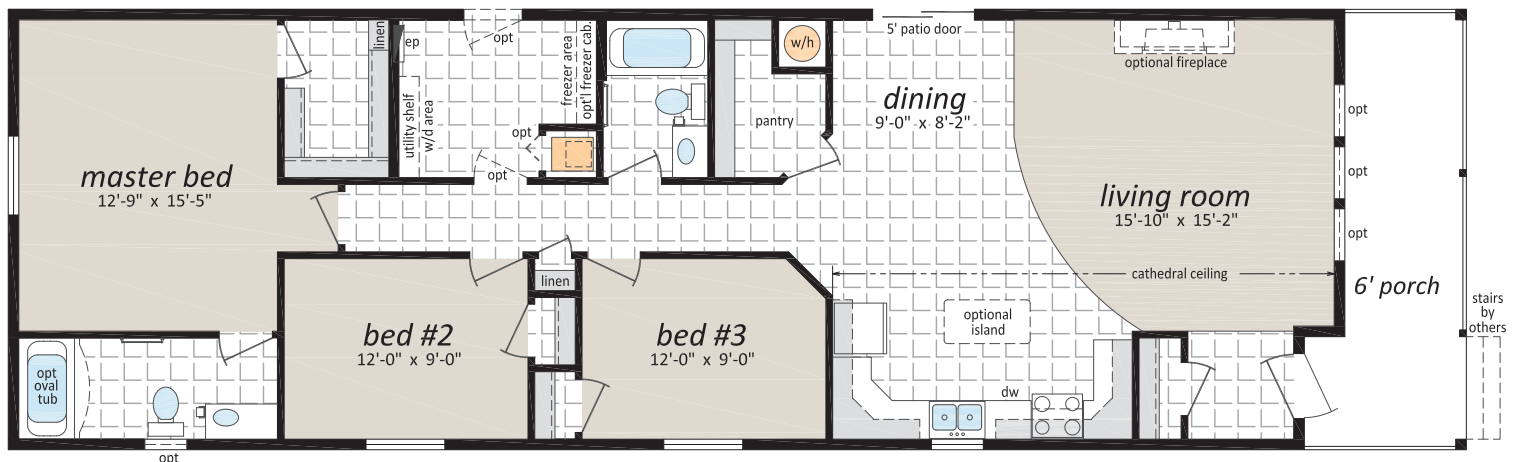 linen
ep
opt
freezer area
opt'l freezer cab.
w/h
5' patio door
optional fireplace
dining
9'-0" x 8'-2"
utility shelf
w/d area
opt
opt
pantry
opt
opt
opt
master bed
12'-9" x 15'-5"
living room
15'-10" x 15'-2"
linen
cathedral ceiling
6' porch
stairs
by
others
optional
island
bed #2
12'-0" x 9'-0"
bed #3
12'-0" x 9'-0"
opt
oval
tub
dw
opt